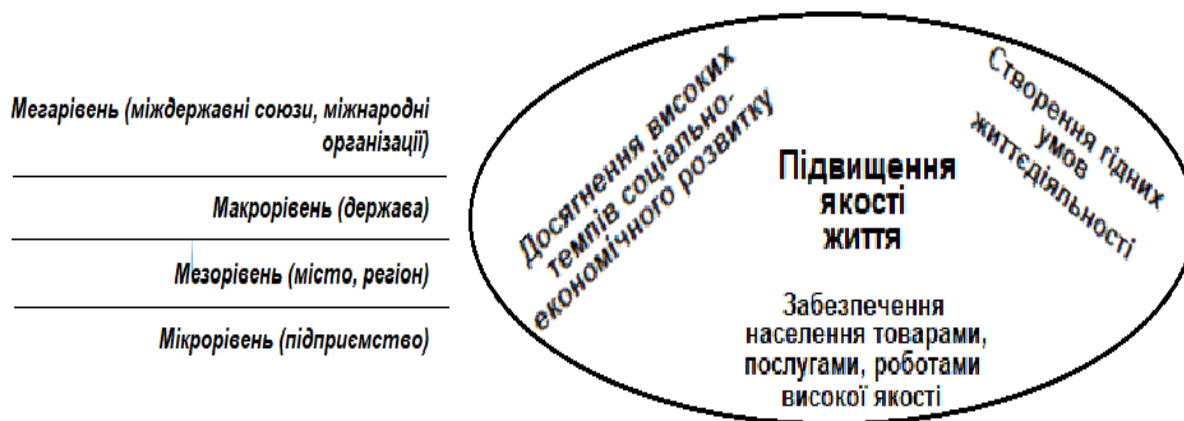 Мегарівень (міждержавні союзи, міжнародні
організації)
Макрорівень (держава)
Мезорівень (місто, регіон)
Мікрорівень (підприємство)
Досягнення високих
темпів соціально-
економічного розвитку
Підвищення
якості
життя
Створення гідних
умов
життєдіяльності
Забезпечення
населення товарами,
послугами, роботами
високої якості